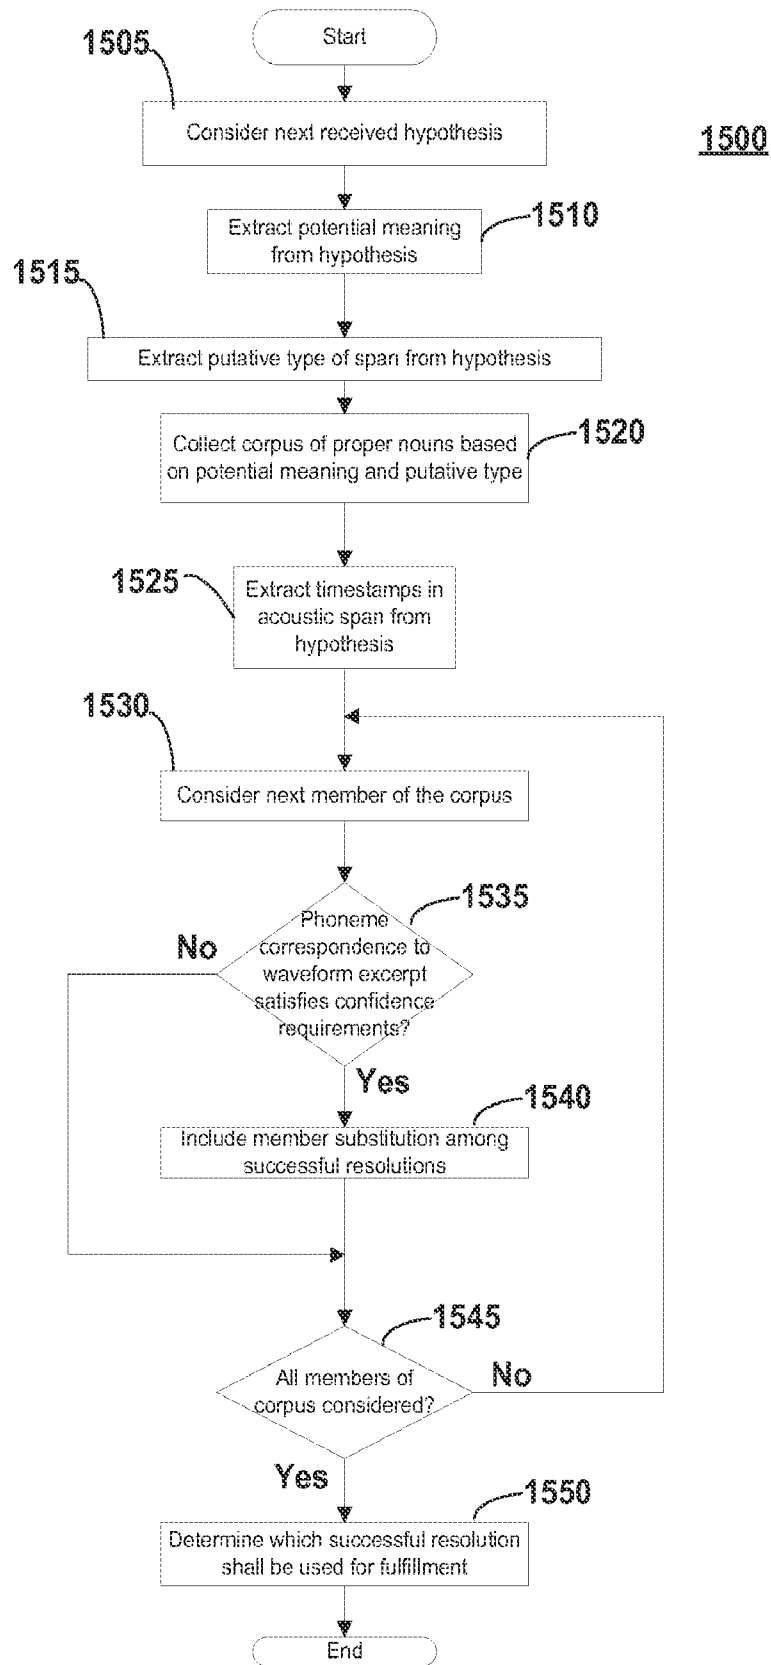 Start
1505
Consider next received hypothesis
1500
1510
Extract potential meaning
from hypothesis
1515
Extract putative type of span from hypothesis
1520
Collect corpus of proper nouns based
on potential meaning and putative type
1525
Extract timestamps in
acoustic span from
hypothesis
1530
Consider next member of the corpus
1535
No
Phoneme
correspondence to
waveform excerpt
satisfies confidence
requirements?
Yes
1540
Include member substitution among
successful resolutions
1545
All members of
corpus considered?
No
Yes
1550
Determine which successful resolution
shall be used for fulfillment
End